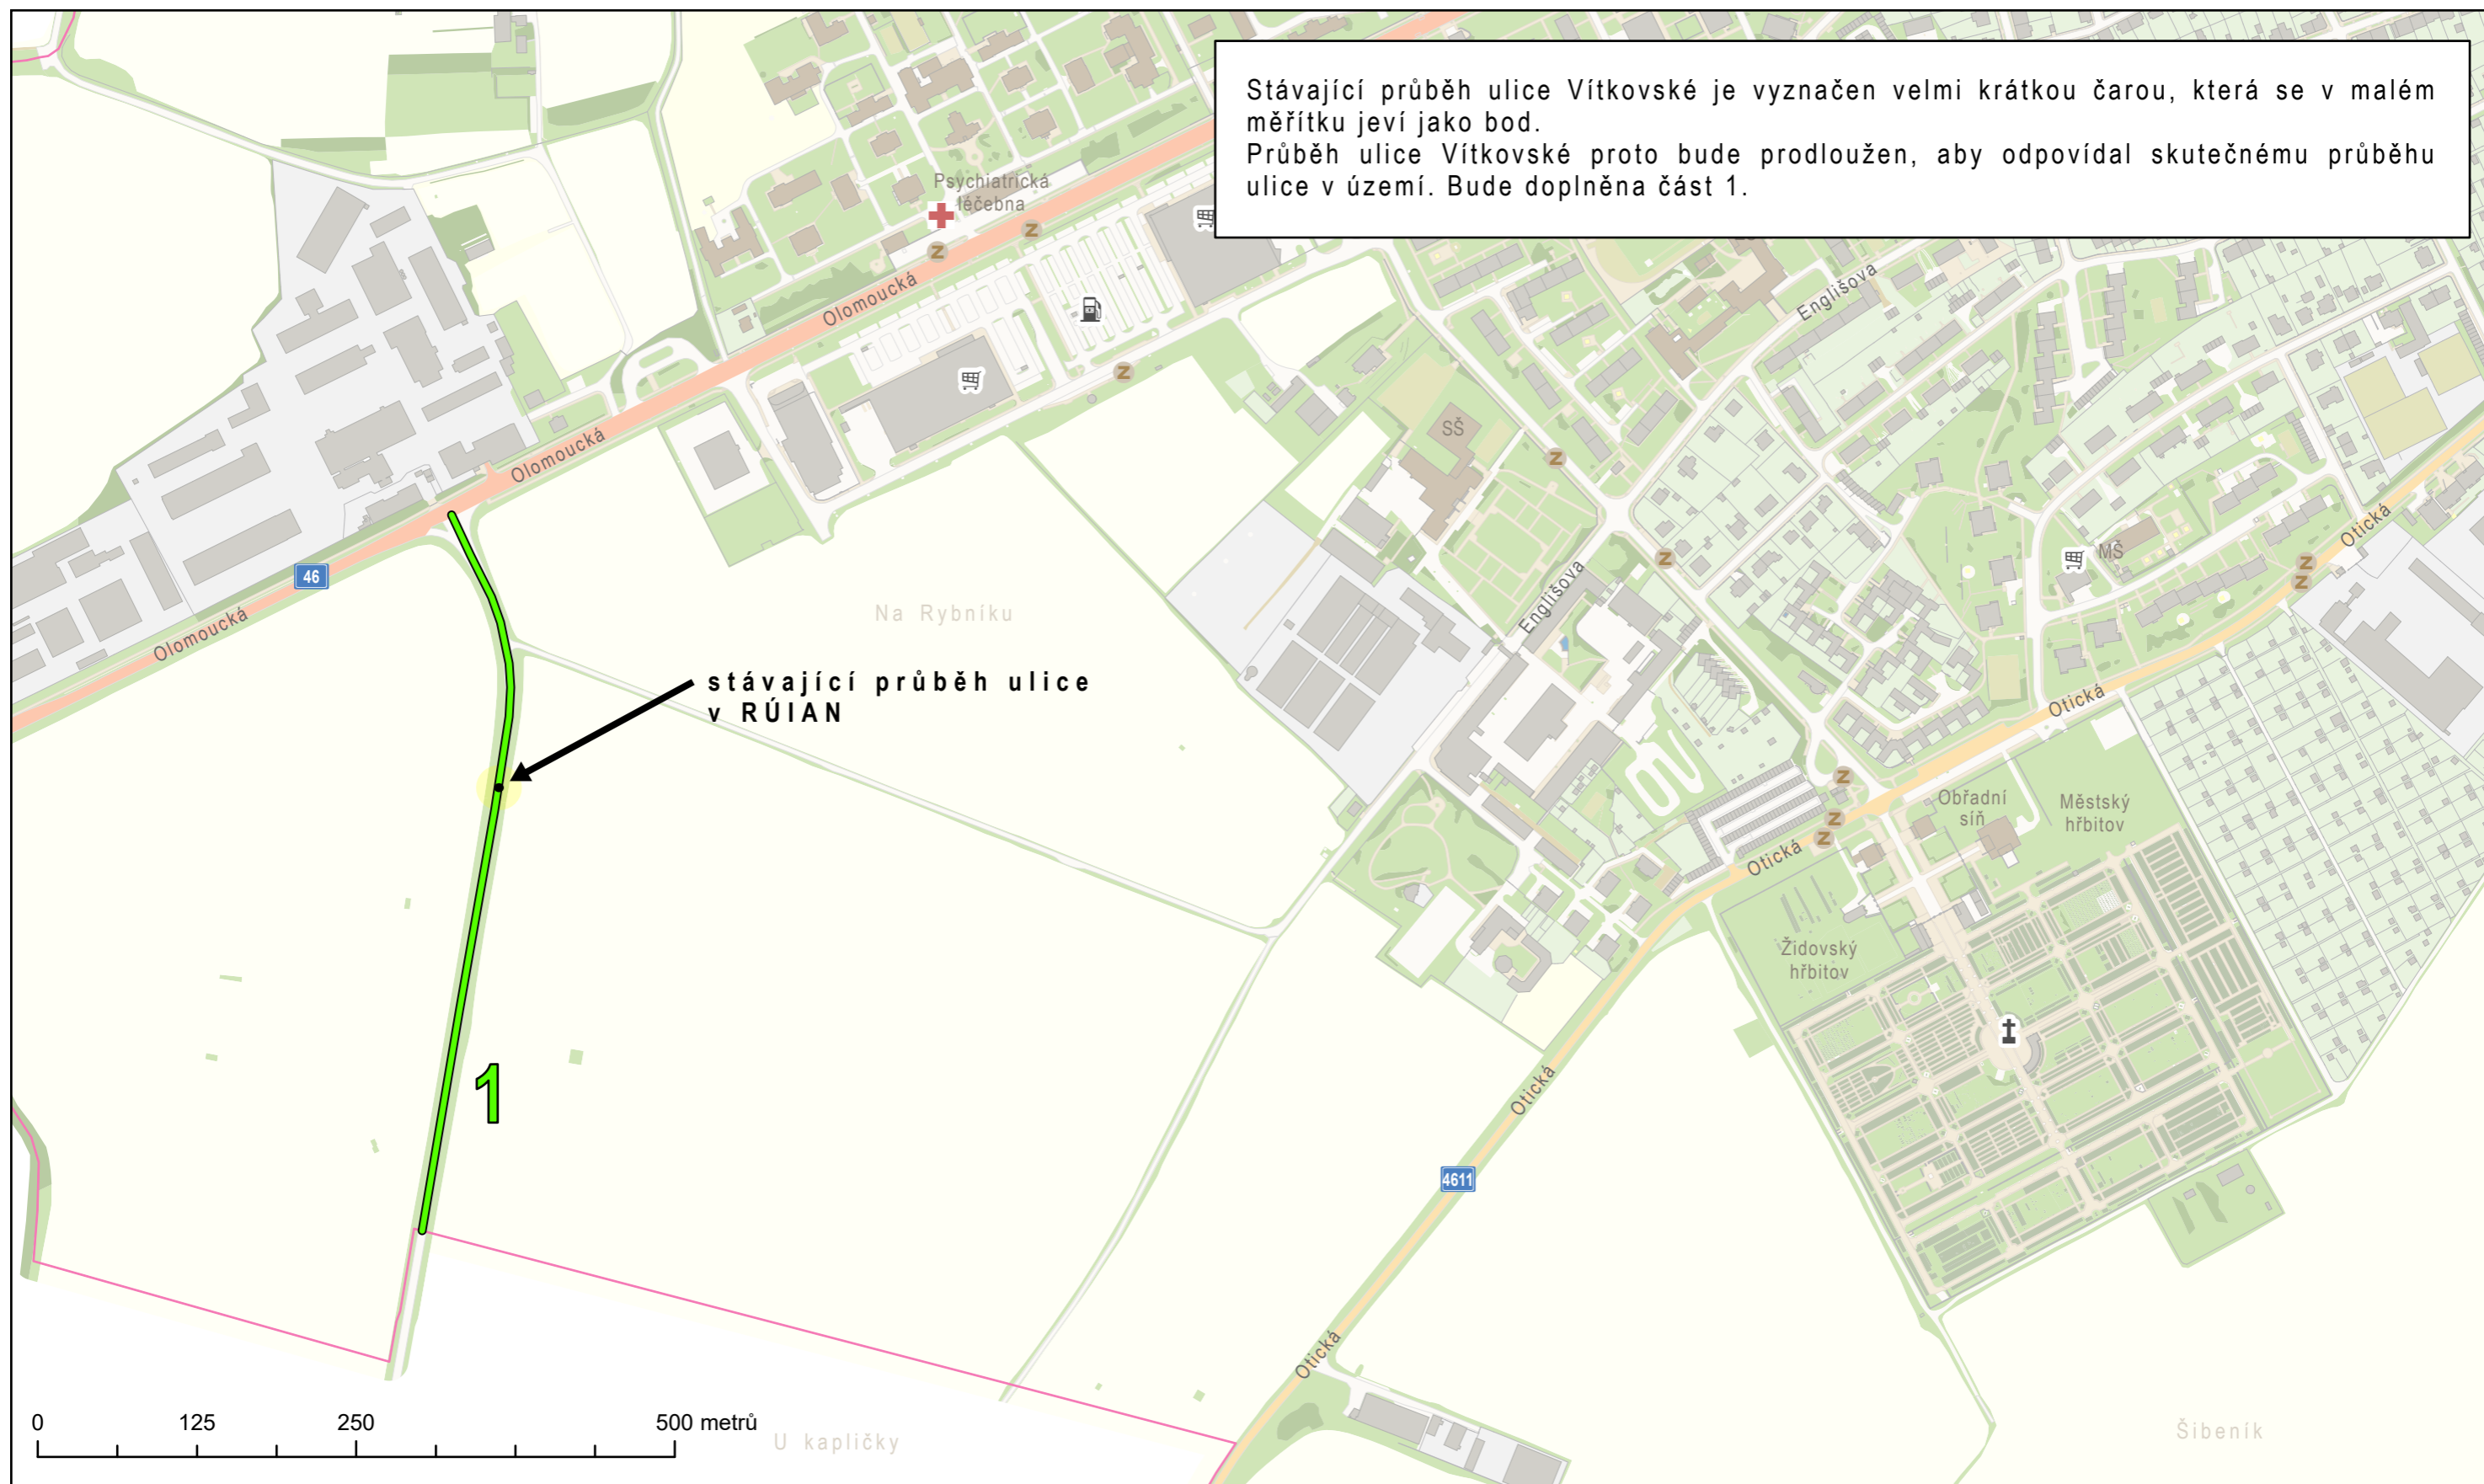 Stávající průběh ulice Vítkovské je vyznačen velmi krátkou čarou, která se v malém
měřítku jeví jako bod.
Průběh ulice Vítkovské proto bude prodloužen, aby odpovídal skutečnému průběhu
ulice v území. Bude doplněna část 1.
Psychiatrická
léčebna
Z
Z
Olomoucká
Englišova
Z
SŠ
Olomoucká
Z
Otická
46
Z
MŠ
Z
Z
Englišova
Na Rybníku
Olomoucká
stávající průběh ulice
v RÚIAN
Otická
Z
Obřadní
síň
Městský
hřbitov
Z
Z
Otická
Židovský
hřbitov
1
Otická
4611
Otická
0
125
250
500 metrů
U kapličky
Šibeník